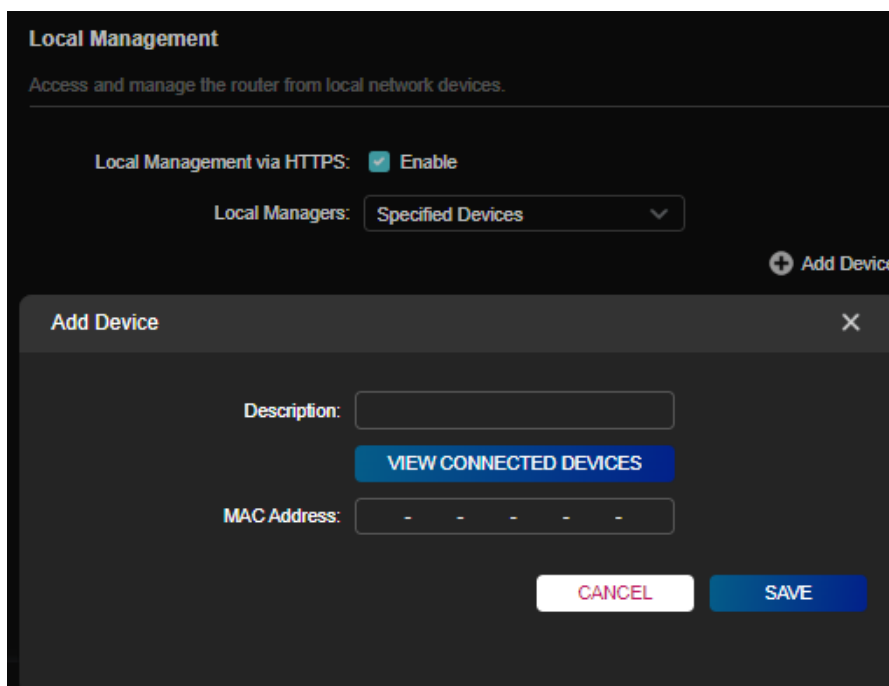 Local Management
Access and manage the router from local network devices.
Local Management via HTTPS: Enable
Local Managers: Specified Devices
Add Device
Add Device
Description:
VIEW CONNECTED DEVICES
MAC Address: - - - - -
CANCEL SAVE